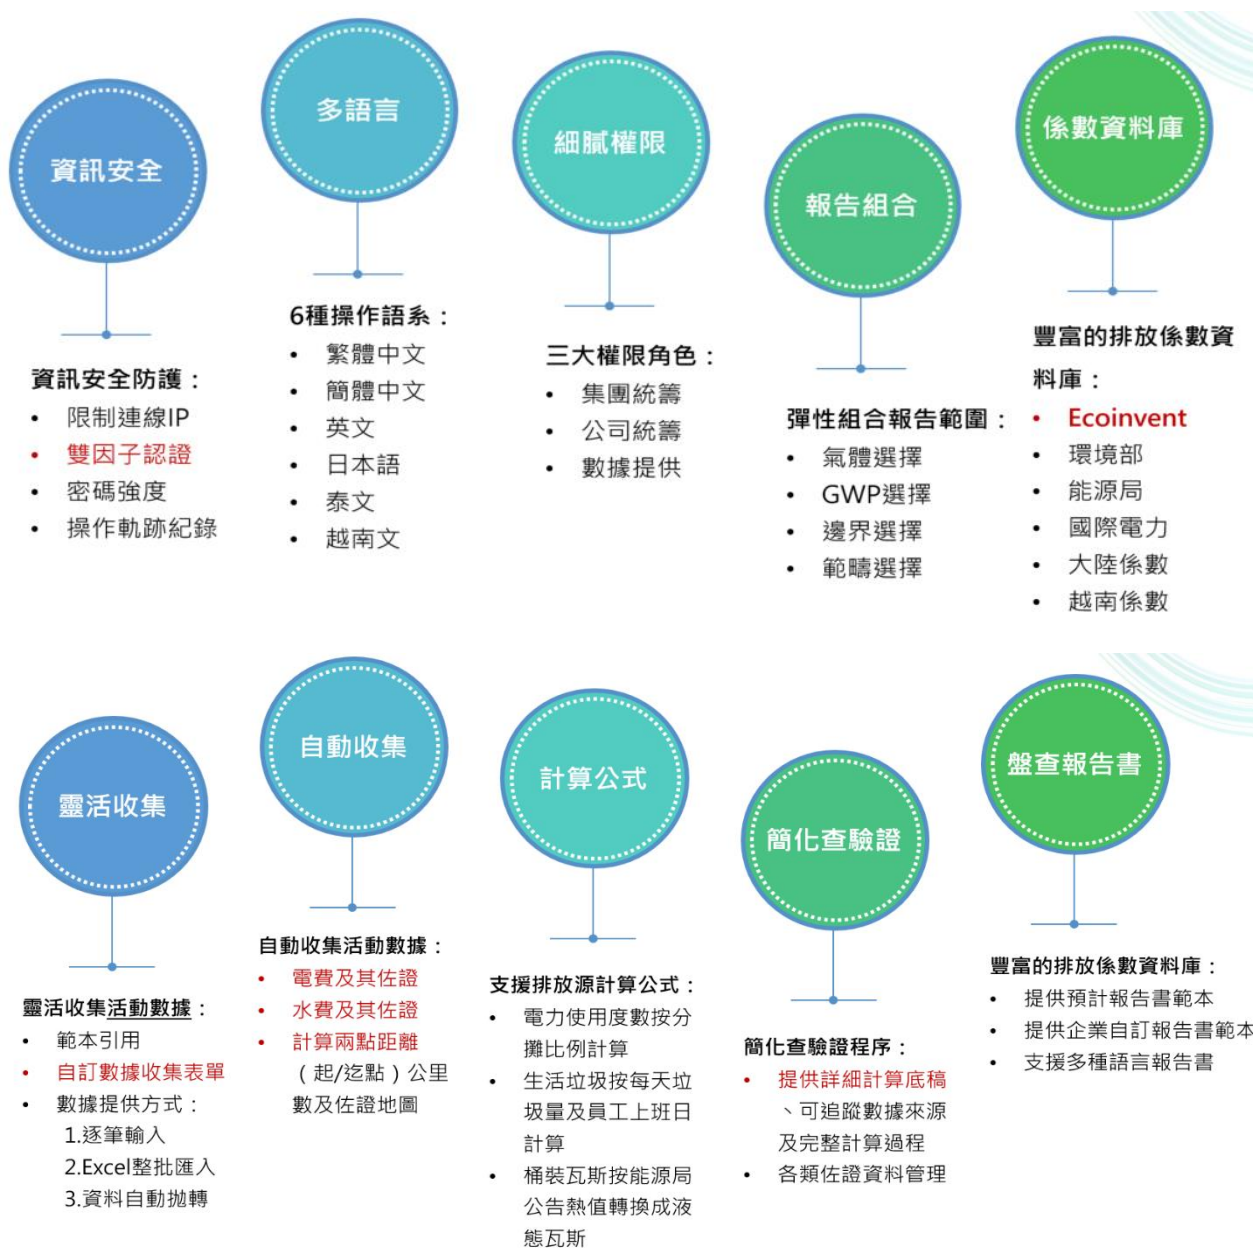 資訊安全
資訊安全防護：
• 限制連線IP
• 雙因子認證
• 密碼強度
• 操作軌跡紀錄
多語言
6種操作語系：
• 繁體中文
• 簡體中文
• 英文
• 日本語
• 泰文
• 越南文
細膩權限
三大權限角色：
• 集團統籌
• 公司統籌
• 數據提供
報告組合
彈性組合報告範圍：
• 氣體選擇
• GWP選擇
• 邊界選擇
• 範疇選擇
係數資料庫
豐富的排放係數資
料庫：
• Ecoinvent
• 環境部
• 能源局
• 國際電力
• 大陸係數
• 越南係數
靈活收集
靈活收集活動數據：
• 範本引用
• 自訂數據收集表單
• 數據提供方式：
1.逐筆輸入
2.Excel整批匯入
3.資料自動拋轉
自動收集
自動收集活動數據：
• 電費及其佐證
• 水費及其佐證
• 計算兩點距離
（起/迄點）公里
數及佐證地圖
計算公式
支援排放源計算公式：
• 電力使用度數按分
攤比例計算
• 生活垃圾按每天垃
圾量及員工上班日
計算
• 桶裝瓦斯按能源局
公告熱值轉換成液
態瓦斯
簡化查驗證
簡化查驗證程序：
• 提供詳細計算底稿
、可追蹤數據來源
及完整計算過程
• 各類佐證資料管理
盤查報告書
豐富的排放係數資料庫：
• 提供預計報告書範本
• 提供企業自訂報告書範本
• 支援多種語言報告書